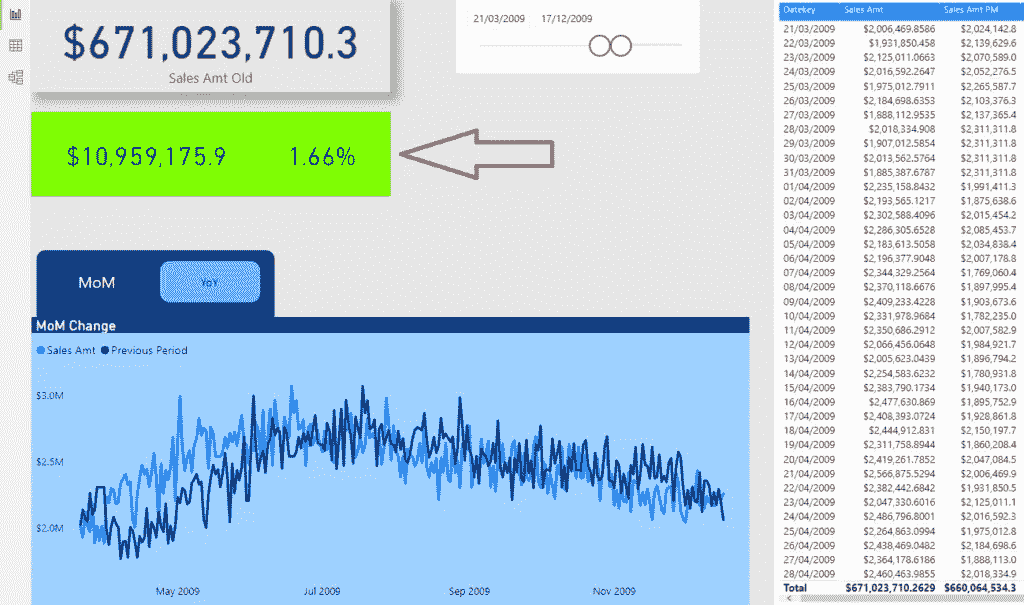 $671,023,710.3
Sales Amt Old
21/03/2009 17/12/2009
$10,959,175.9 1.66%
MoM YoY
MoM Change
Sales Amt Previous Period
$3.0M
$2.5M
$2.0M
May 2009 Jul 2009 Sep 2009 Nov 2009
Datekey Sales Amt Sales Amt PM
21/03/2009 $2,006,469.8586 $2,024,142.8
22/03/2009 $1,931,850.458 $2,139,629.6
23/03/2009 $2,125,011.0663 $2,070,589.0
24/03/2009 $2,016,592.2647 $2,052,276.5
25/03/2009 $1,975,012.7911 $2,265,587.7
26/03/2009 $2,184,698.6353 $2,103,376.3
27/03/2009 $1,888,112.9535 $2,137,365.4
28/03/2009 $2,018,334.908 $2,311,311.8
29/03/2009 $1,907,012.5854 $2,311,311.8
30/03/2009 $2,013,562.5764 $2,311,311.8
31/03/2009 $1,885,387.6787 $2,311,311.8
01/04/2009 $2,235,158.8432 $1,991,411.3
02/04/2009 $2,193,565.1217 $1,875,638.6
03/04/2009 $2,302,588.4096 $2,015,454.2
04/04/2009 $2,286,305.6528 $2,085,453.7
05/04/2009 $2,183,613.5058 $2,034,838.4
06/04/2009 $2,196,377.9048 $2,007,178.8
07/04/2009 $2,344,329.2564 $1,769,060.4
08/04/2009 $2,370,118.6676 $1,897,995.4
09/04/2009 $2,409,233.4228 $1,903,673.6
10/04/2009 $2,331,978.9684 $1,782,235.0
11/04/2009 $2,350,686.2912 $2,007,582.9
12/04/2009 $2,066,456.0648 $1,984,921.7
13/04/2009 $2,005,623.0439 $1,896,794.2
14/04/2009 $2,254,583.6232 $1,780,931.8
15/04/2009 $2,383,790.1734 $1,940,173.0
16/04/2009 $2,477,630.869 $1,895,752.9
17/04/2009 $2,408,393.0724 $1,928,861.8
18/04/2009 $2,444,912.831 $2,150,197.7
19/04/2009 $2,311,758.8944 $1,860,208.4
20/04/2009 $2,419,261.7852 $2,047,084.5
21/04/2009 $2,566,875.5294 $2,006,469.9
22/04/2009 $2,382,442.6842 $1,931,850.5
23/04/2009 $2,047,330.6016 $2,125,011.1
24/04/2009 $2,486,796.8001 $2,016,592.3
25/04/2009 $2,264,863.0994 $1,975,012.8
26/04/2009 $2,438,469.0482 $2,184,698.6
27/04/2009 $2,364,178.6186 $1,888,113.0
28/04/2009 $2,460,463.9855 $2,018,334.9
Total $671,023,710.2629 $660,064,534.3